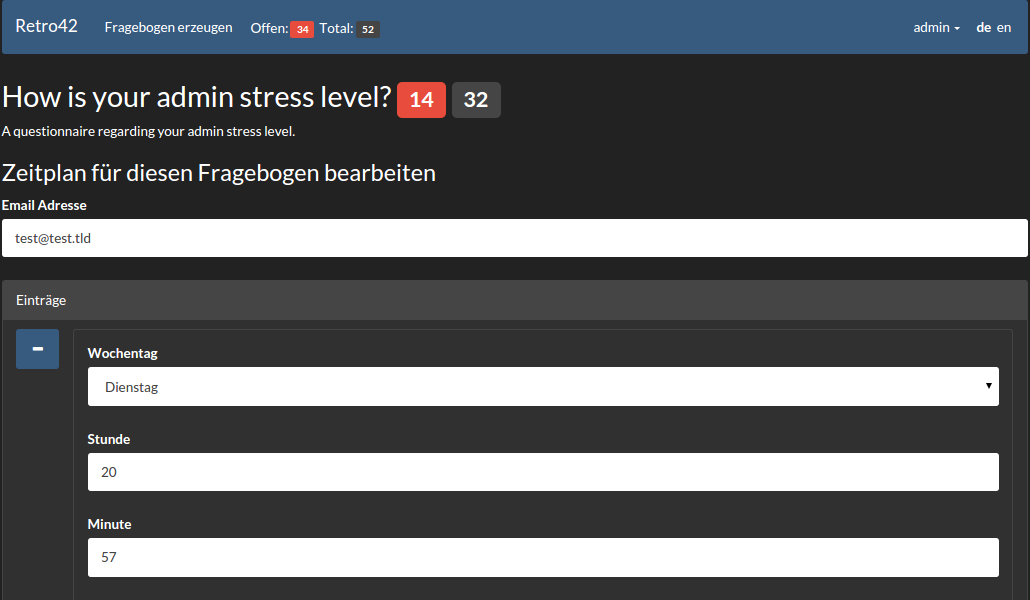 Retro42 Fragebogen erzeugen Offen: 34 Total: 52 admin de en
How is your admin stress level? 14 32
A questionnaire regarding your admin stress level.
Zeitplan für diesen Fragebogen bearbeiten
Email Adresse
test@test.tld
Einträge
Wochentag
Dienstag
Stunde
20
Minute
57